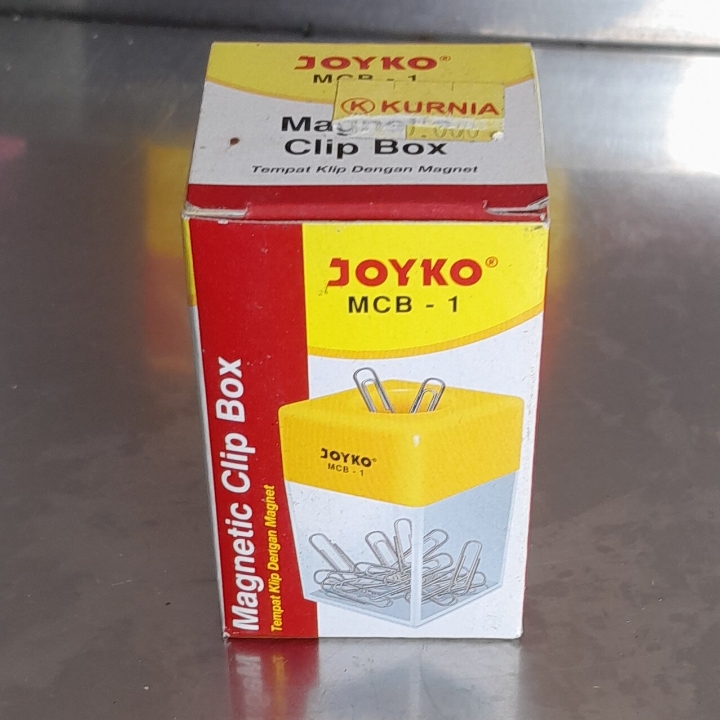 JOYKO®
MCB - 1
K KURNIA
Magnetic
Clip Box
Tempat Klip Dengan Magnet
JOYKO®
MCB - 1
Magnetic Clip Box
Tempat Klip Dengan Magnet
JOYKO®
MCB - 1